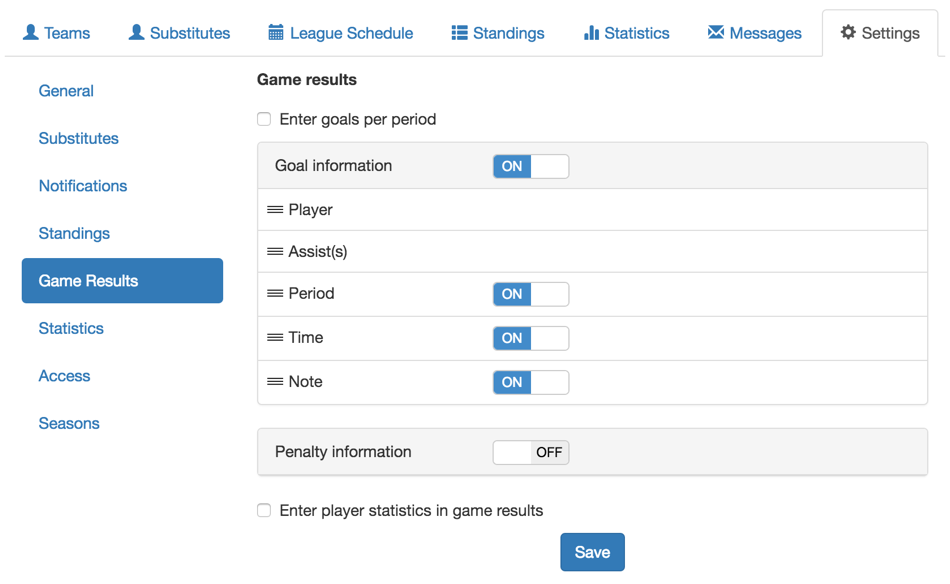 Teams Substitutes League Schedule Standings Statistics Messages Settings
General
Substitutes
Notifications
Standings
Game Results
Statistics
Access
Seasons
Game results
Enter goals per period
Goal information ON
Player
Assist(s)
Period ON
Time ON
Note ON
Penalty information OFF
Enter player statistics in game results
Save